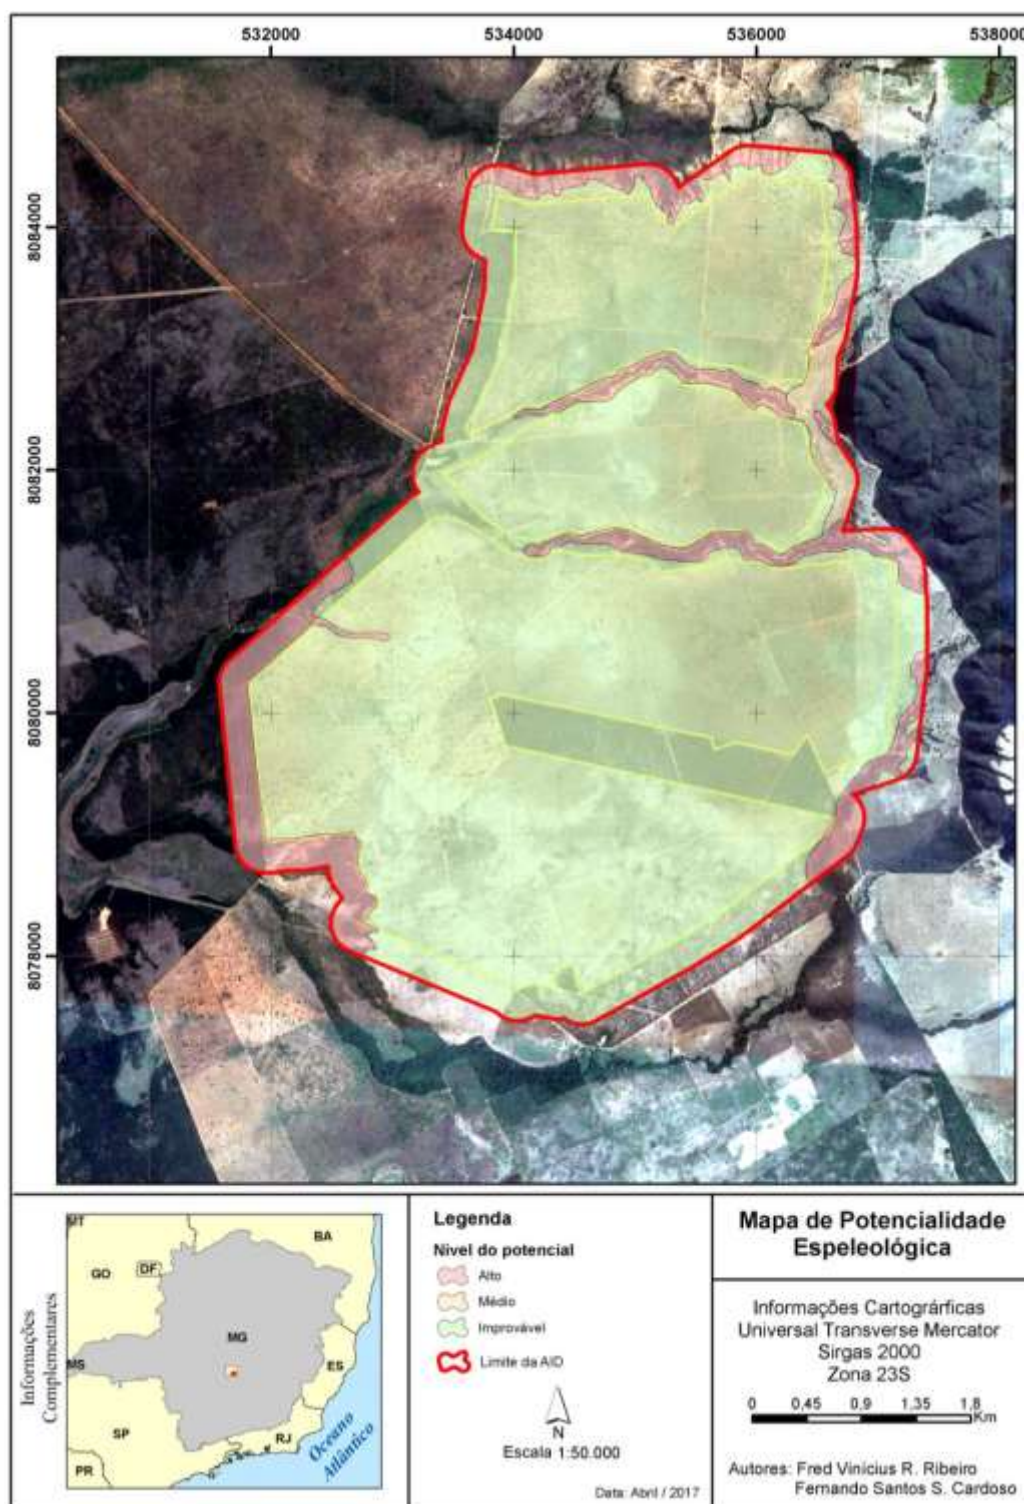 532000 534000 536000 538000
8084000
8082000
8080000
8078000
Informações
Complementares
MT
BA
GO
DF
MG
MS
ES
SP
RJ
PR
Oceano
Atlântico
Legenda
Nivel do potencial
Alto
Médio
Improvável
Limite da AID
N
Escala 1:50.000
Data: Abril / 2017
Mapa de Potencialidade
Espeleológica
Informações Cartográrficas
Universal Transverse Mercator
Sirgas 2000
Zona 23S
0 0,45 0,9 1,35 1,8
Km
Autores: Fred Vinícius R. Ribeiro
Fernando Santos S. Cardoso